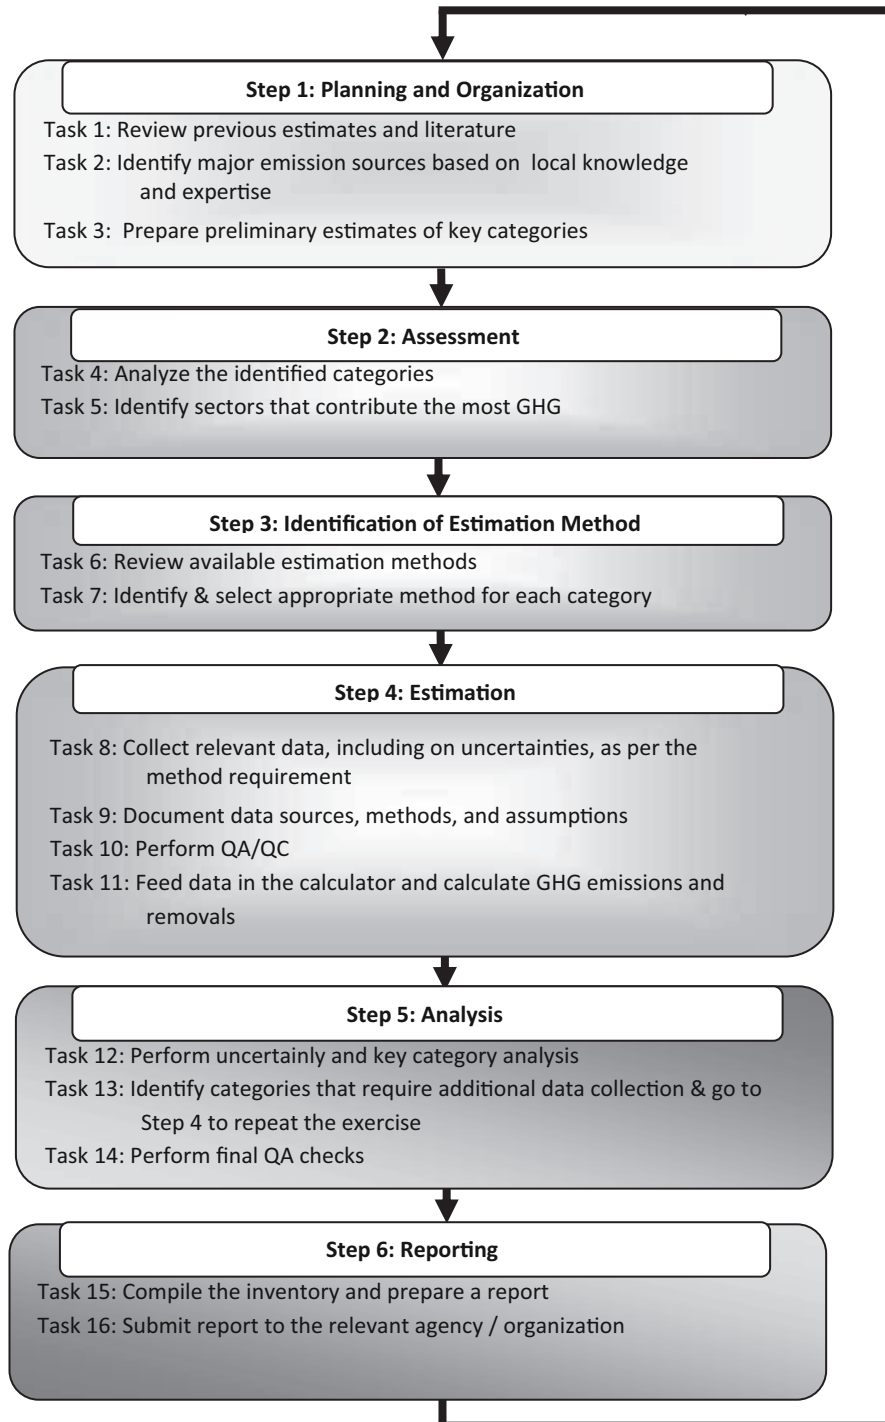 Step 1: Planning and Organization
Task 1: Review previous estimates and literature
Task 2: Identify major emission sources based on local knowledge
and expertise
Task 3: Prepare preliminary estimates of key categories
Step 2: Assessment
Task 4: Analyze the identified categories
Task 5: Identify sectors that contribute the most GHG
Step 3: Identification of Estimation Method
Task 6: Review available estimation methods
Task 7: Identify & select appropriate method for each category
Step 4: Estimation
Task 8: Collect relevant data, including on uncertainties, as per the
method requirement
Task 9: Document data sources, methods, and assumptions
Task 10: Perform QA/QC
Task 11: Feed data in the calculator and calculate GHG emissions and
removals
Step 5: Analysis
Task 12: Perform uncertainly and key category analysis
Task 13: Identify categories that require additional data collection & go to
Step 4 to repeat the exercise
Task 14: Perform final QA checks
Step 6: Reporting
Task 15: Compile the inventory and prepare a report
Task 16: Submit report to the relevant agency / organization